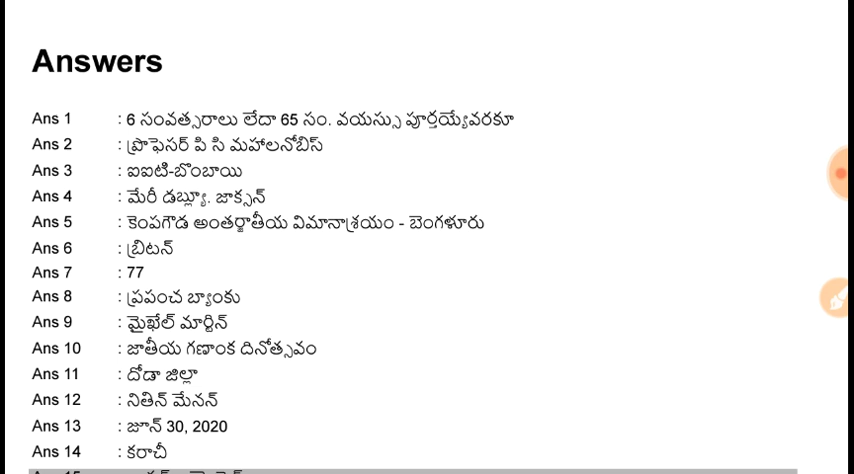 Answers
Ans 1 : 6 సంవత్సరాలు లేదా 65 సం. వయస్సు పూర్తయ్యేవరకూ
Ans 2 : ప్రొఫెసర్ పి సి మహాలనోబిస్
Ans 3 : ఐఐటి-బొంబాయి
Ans 4 : మేరీ డబ్ల్యూ. జాక్సన్
Ans 5 : కెంపగౌడ అంతర్జాతీయ విమానాశ్రయం - బెంగళూరు
Ans 6 : బ్రిటన్
Ans 7 : 77
Ans 8 : ప్రపంచ బ్యాంకు
Ans 9 : మైఖేల్ మార్టిన్
Ans 10 : జాతీయ గణాంక దినోత్సవం
Ans 11 : దోడా జిల్లా
Ans 12 : నితిన్ మేనన్
Ans 13 : జూన్ 30, 2020
Ans 14 : కరాచీ
Ans 15